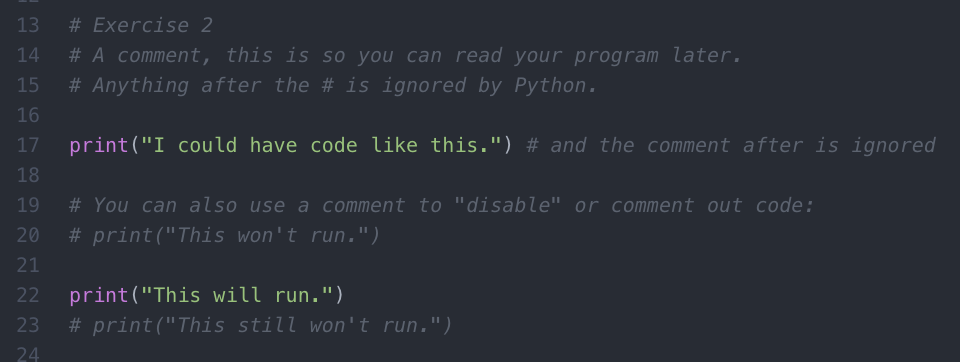 13 # Exercise 2
14 # A comment, this is so you can read your program later.
15 # Anything after the # is ignored by Python.
16
17 print("I could have code like this.") # and the comment after is ignored
18
19 # You can also use a comment to "disable" or comment out code:
20 # print("This won't run.")
21
22 print("This will run.")
23 # print("This still won't run.")
24